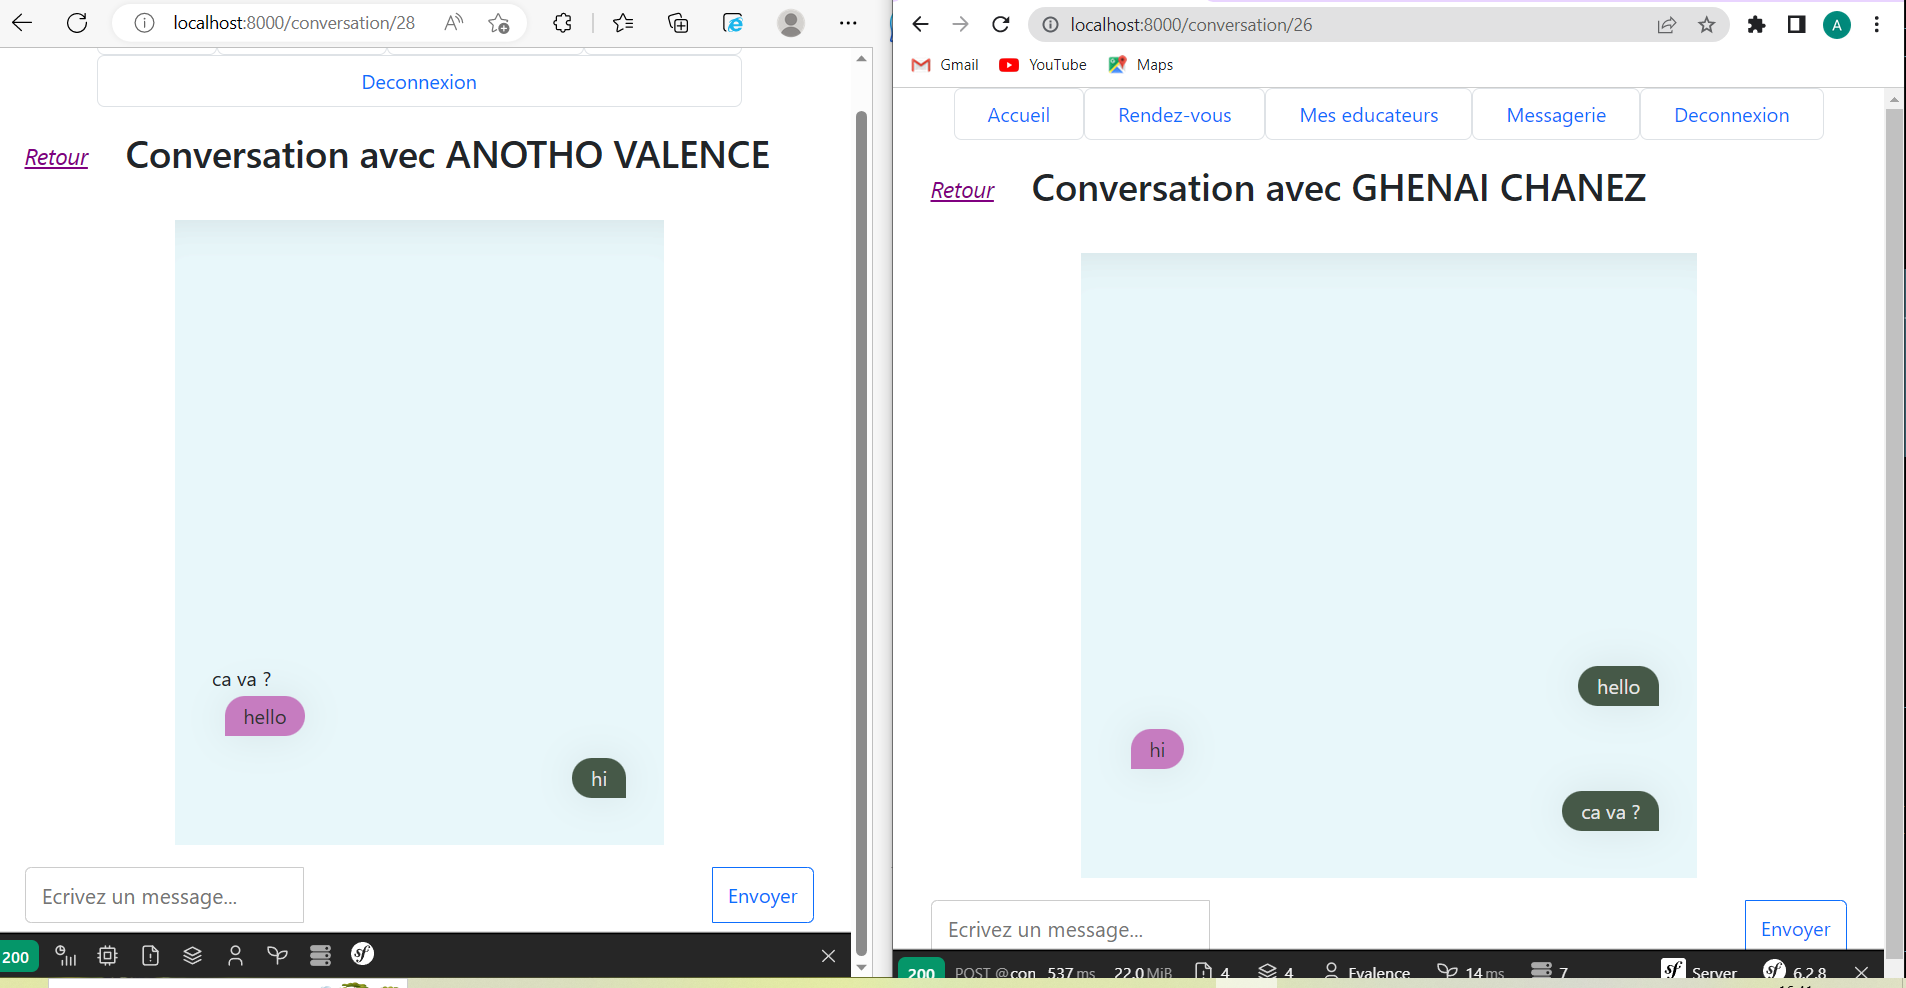 localhost:8000/conversation/28
Deconnexion
Retour
Conversation avec ANOTHO VALENCE
ca va ?
hello
hi
Ecrivez un message...
Envoyer
200
sf
localhost:8000/conversation/26
A
Gmail
YouTube
Maps
Accueil
Rendez-vous
Mes educateurs
Messagerie
Deconnexion
Retour
Conversation avec GHENAI CHANEZ
hello
hi
ca va ?
Ecrivez un message...
Envoyer
200 POST @con 537 ms 22.0 MiB 4 4 Evalence 14 ms 7 sf Server sf 6.2.8